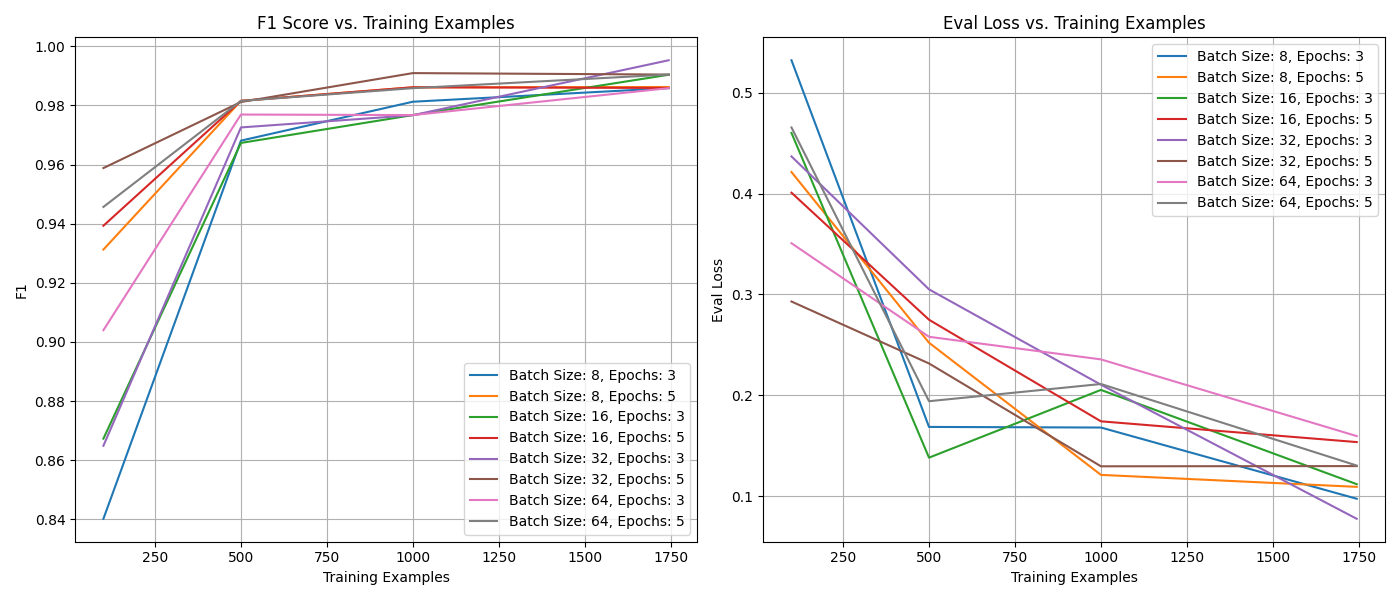 F1 Score vs. Training Examples
1.00
0.98
0.96
0.94
0.92
0.90
0.88
0.86
0.84
F1
250
500
750
1000
1250
1500
1750
Training Examples
Batch Size: 8, Epochs: 3
Batch Size: 8, Epochs: 5
Batch Size: 16, Epochs: 3
Batch Size: 16, Epochs: 5
Batch Size: 32, Epochs: 3
Batch Size: 32, Epochs: 5
Batch Size: 64, Epochs: 3
Batch Size: 64, Epochs: 5
Eval Loss vs. Training Examples
0.5
0.4
0.3
0.2
0.1
Eval Loss
250
500
750
1000
1250
1500
1750
Training Examples
Batch Size: 8, Epochs: 3
Batch Size: 8, Epochs: 5
Batch Size: 16, Epochs: 3
Batch Size: 16, Epochs: 5
Batch Size: 32, Epochs: 3
Batch Size: 32, Epochs: 5
Batch Size: 64, Epochs: 3
Batch Size: 64, Epochs: 5